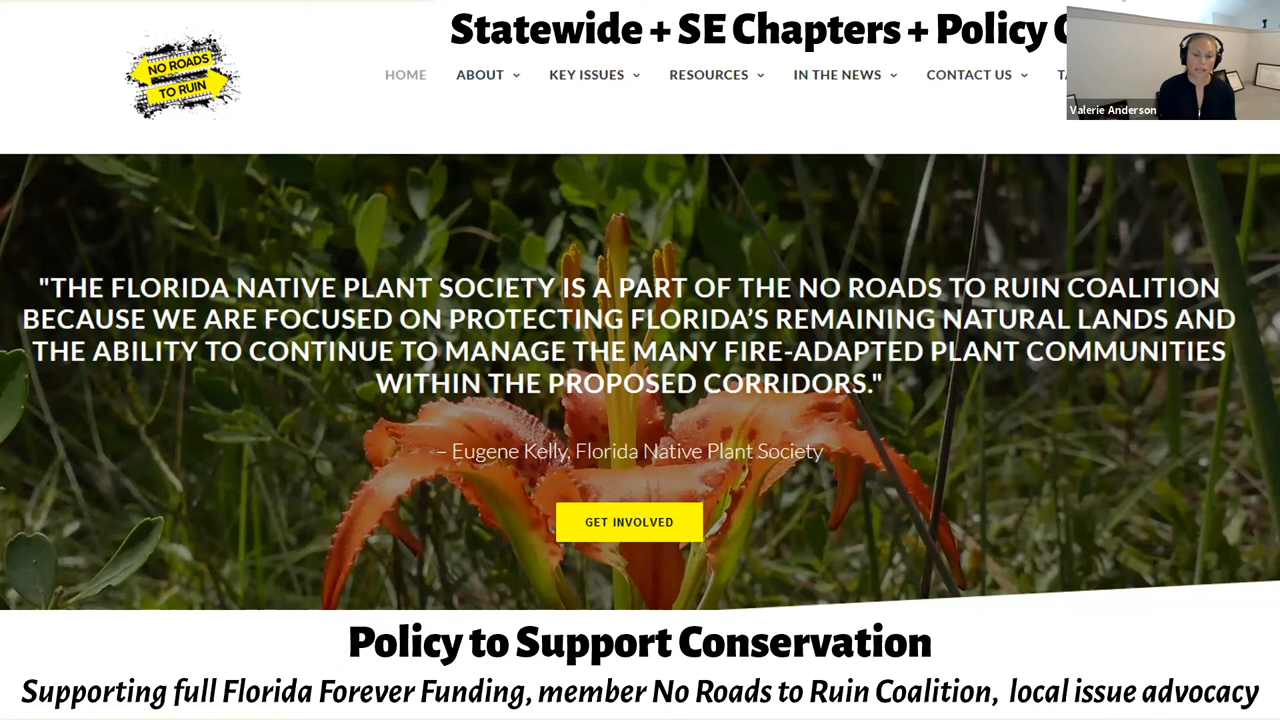 Statewide + SE Chapters + Policy
NO ROADS
TO RUIN
HOME ABOUT KEY ISSUES RESOURCES IN THE NEWS CONTACT US
Valerie Anderson
"THE FLORIDA NATIVE PLANT SOCIETY IS A PART OF THE NO ROADS TO RUIN COALITION
BECAUSE WE ARE FOCUSED ON PROTECTING FLORIDA'S REMAINING NATURAL LANDS AND
THE ABILITY TO CONTINUE TO MANAGE THE MANY FIRE-ADAPTED PLANT COMMUNITIES
WITHIN THE PROPOSED CORRIDORS."
– Eugene Kelly, Florida Native Plant Society
GET INVOLVED
Policy to Support Conservation
Supporting full Florida Forever Funding, member No Roads to Ruin Coalition, local issue advocacy